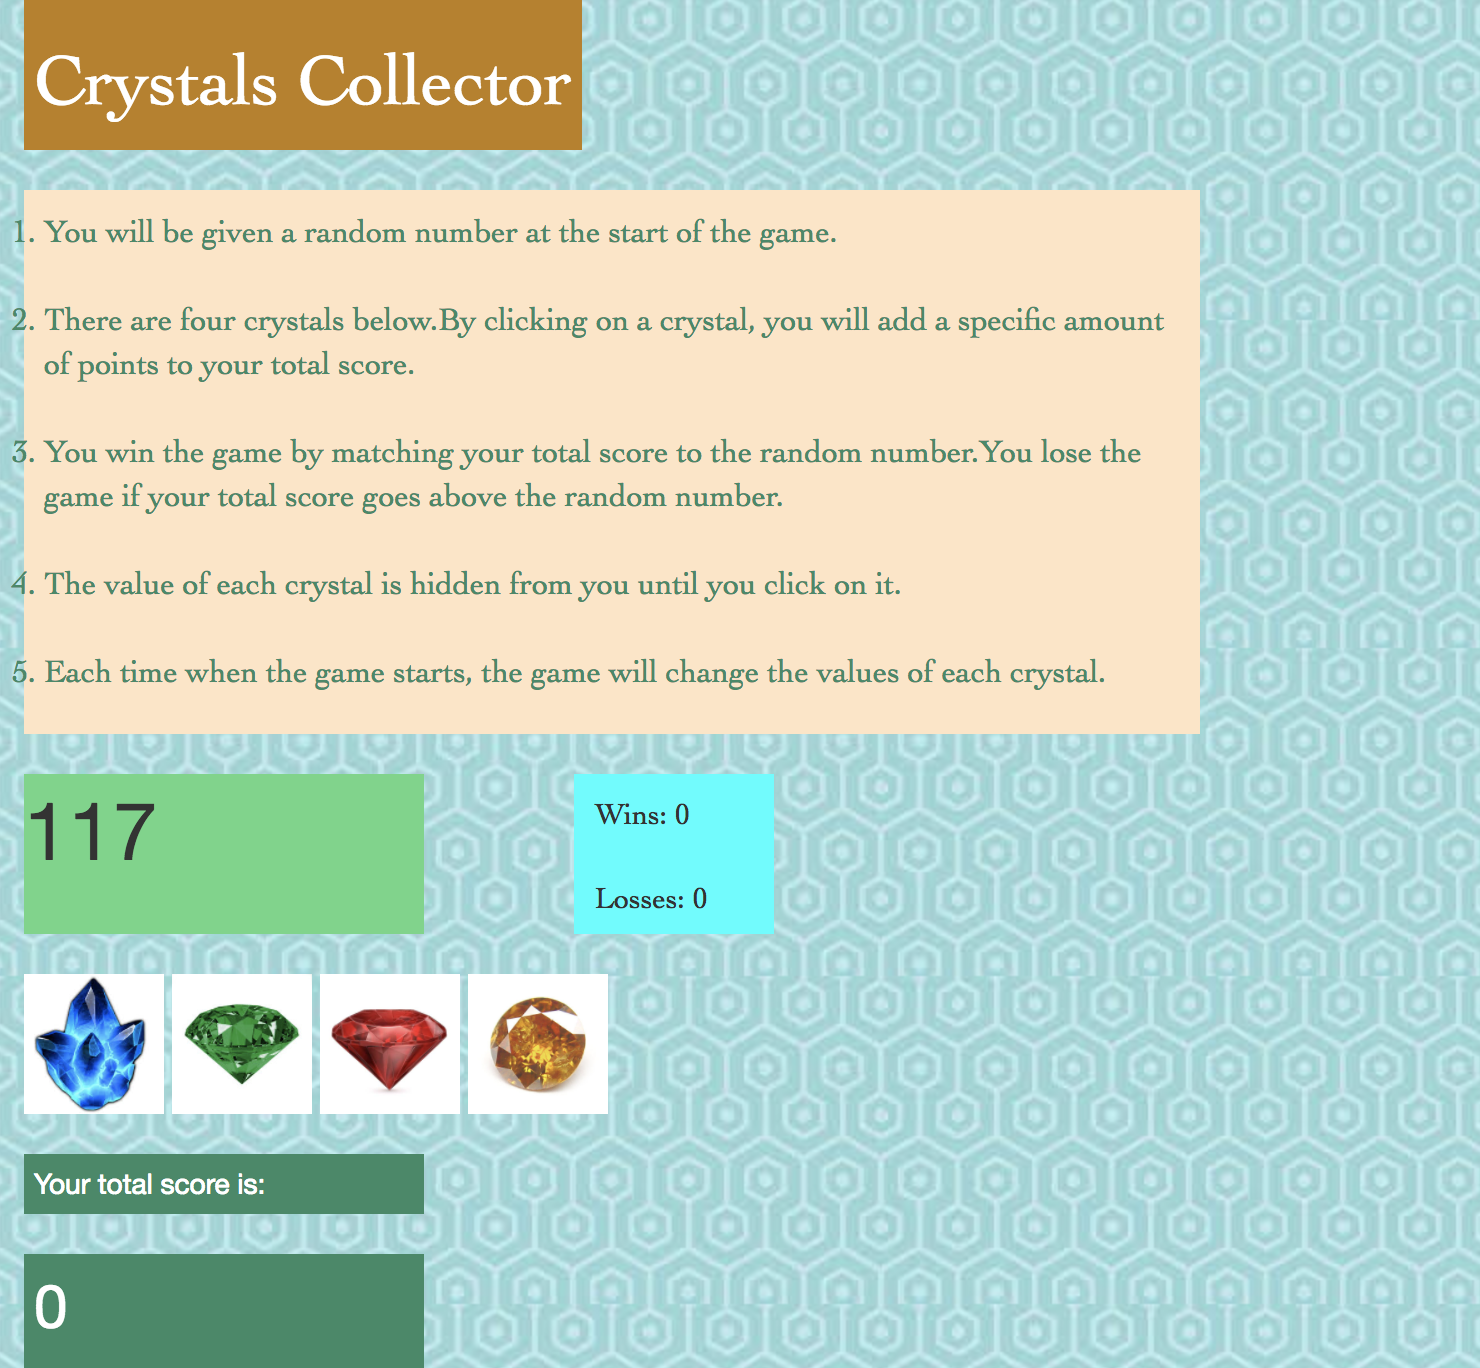 Crystals Collector
1. You will be given a random number at the start of the game.
2. There are four crystals below.By clicking on a crystal, you will add a specific amount
of points to your total score.
3. You win the game by matching your total score to the random number.You lose the
game if your total score goes above the random number.
4. The value of each crystal is hidden from you until you click on it.
5. Each time when the game starts, the game will change the values of each crystal.
117
Wins: 0
Losses: 0
Your total score is:
0